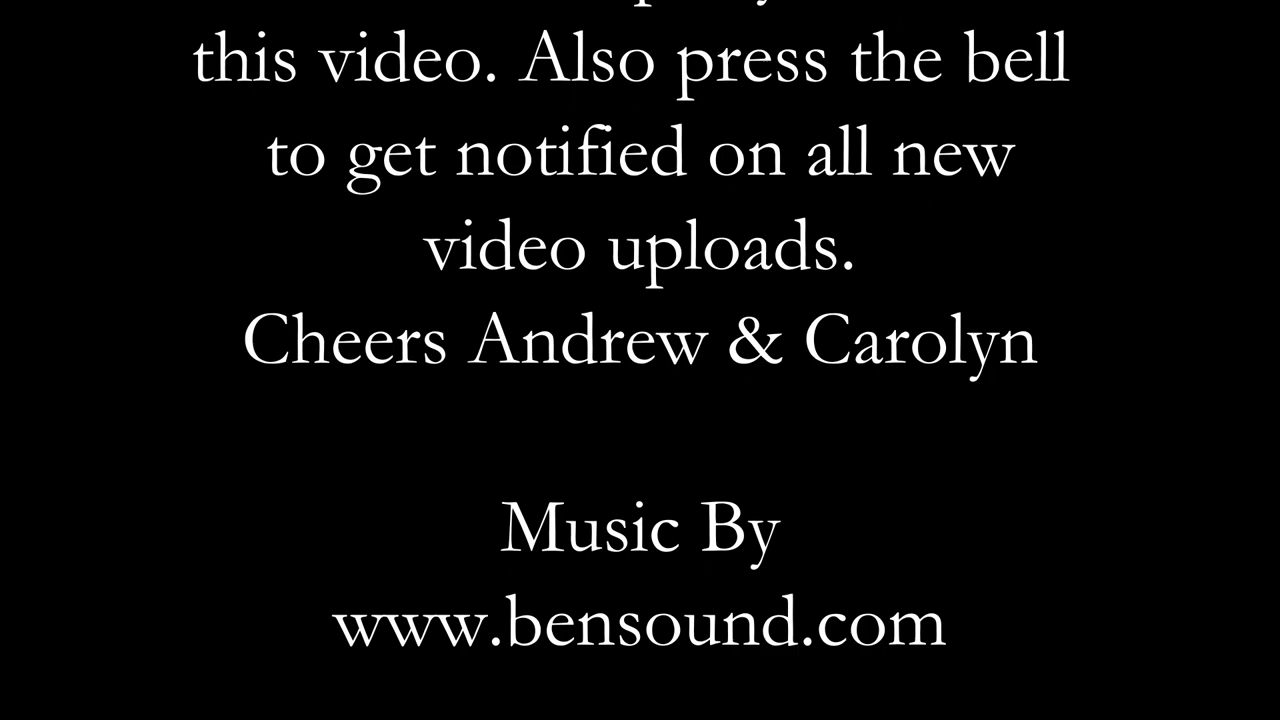 this video. Also press the bell
to get notified on all new
video uploads.
Cheers Andrew & Carolyn
Music By
www.bensound.com